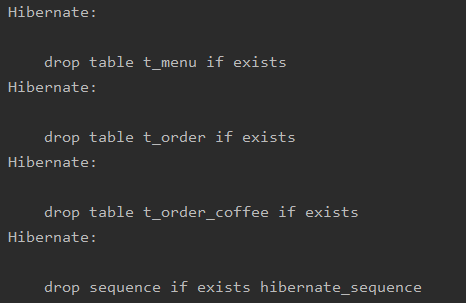 Hibernate:
drop table t_menu if exists
Hibernate:
drop table t_order if exists
Hibernate:
drop table t_order_coffee if exists
Hibernate:
drop sequence if exists hibernate_sequence